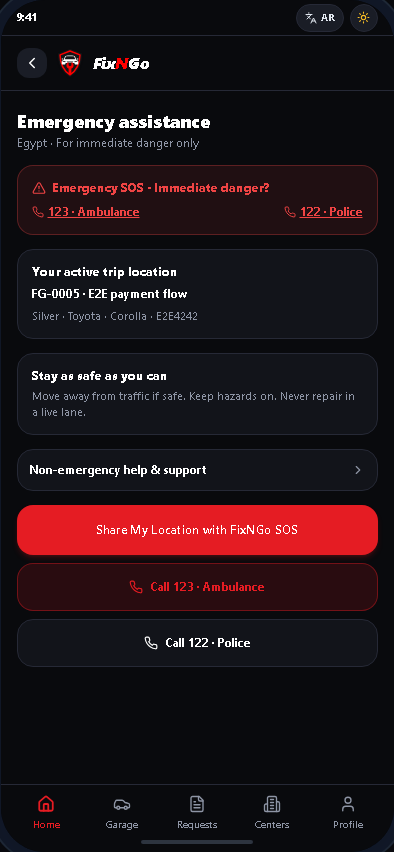 9:41
AR
FixNGo
Emergency assistance
Egypt · For immediate danger only
Emergency SOS - Immediate danger?
123 · Ambulance
122 · Police
Your active trip location
FG-0005 · E2E payment flow
Silver · Toyota · Corolla · E2E4242
Stay as safe as you can
Move away from traffic if safe. Keep hazards on. Never repair in
a live lane.
Non-emergency help & support
Share My Location with FixNGo SOS
Call 123 · Ambulance
Call 122 · Police
Home
Garage
Requests
Centers
Profile